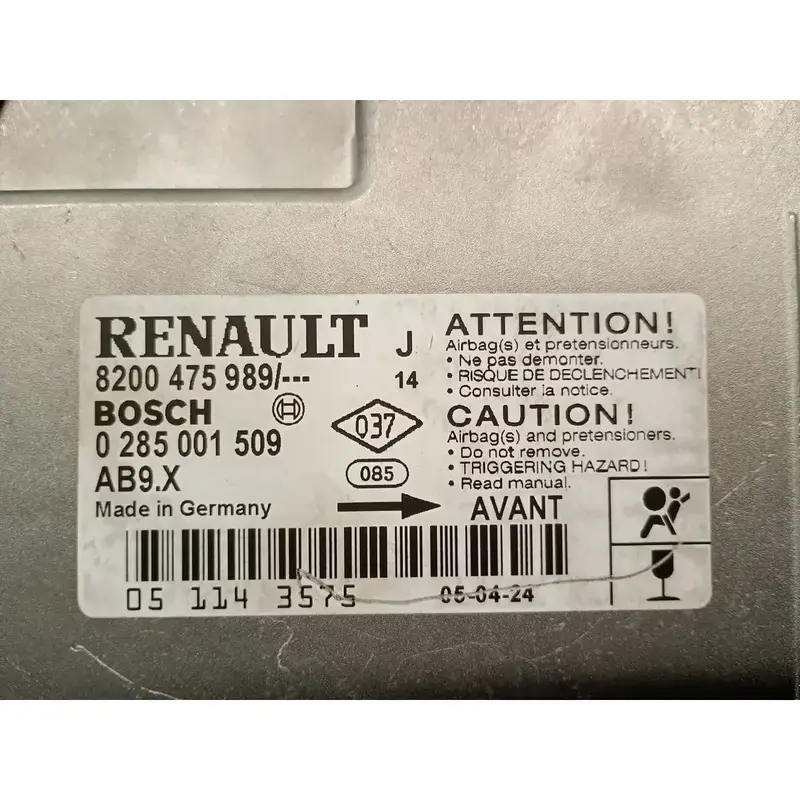 RENAULT J
8200 475 989/--- 14
BOSCH
0 285 001 509
AB9.X
Made in Germany
037
085
ATTENTION!
Airbag(s) et pretensionneurs.
• Ne pas demonter.
• RISQUE DE DECLENCHEMENT!
• Consulter la notice.
CAUTION!
Airbag(s) and pretensioners.
• Do not remove.
• TRIGGERING HAZARD!
• Read manual.
AVANT
05 114 3575 05-04-24